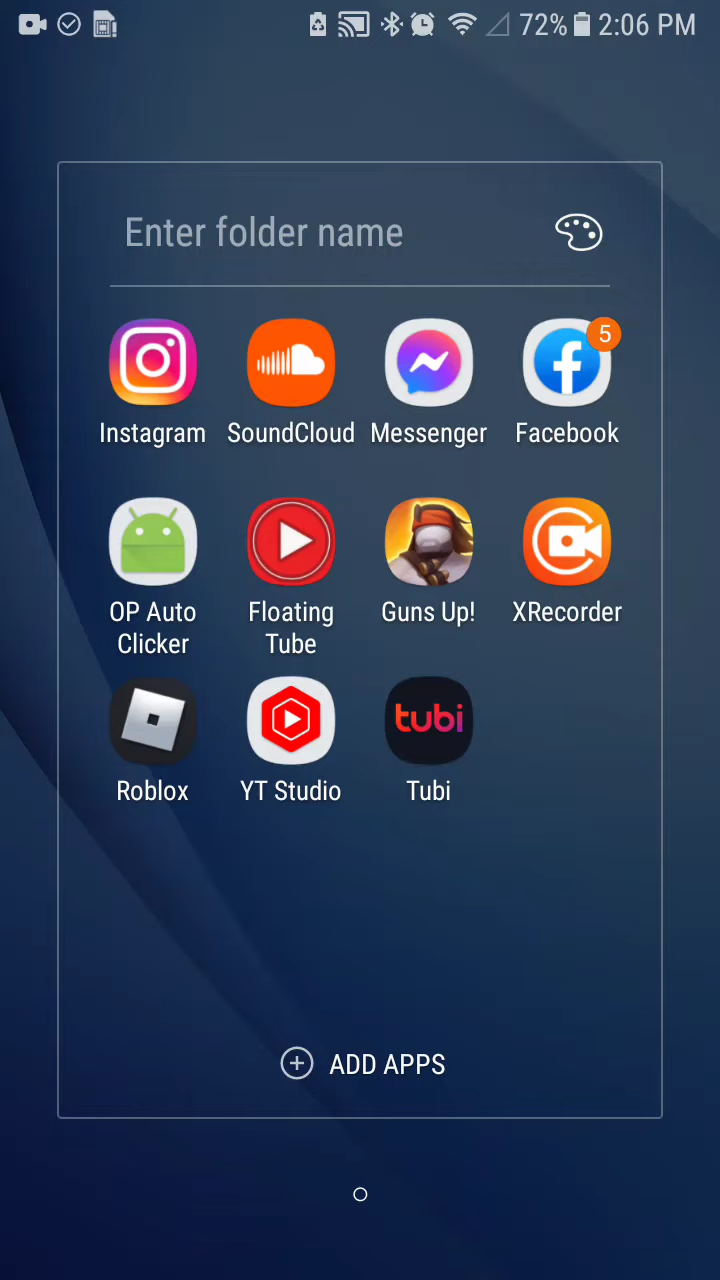 72% 2:06 PM
Enter folder name
5
Instagram SoundCloud Messenger Facebook
OP Auto Clicker Floating Tube Guns Up! XRecorder
tubi
Roblox YT Studio Tubi
ADD APPS